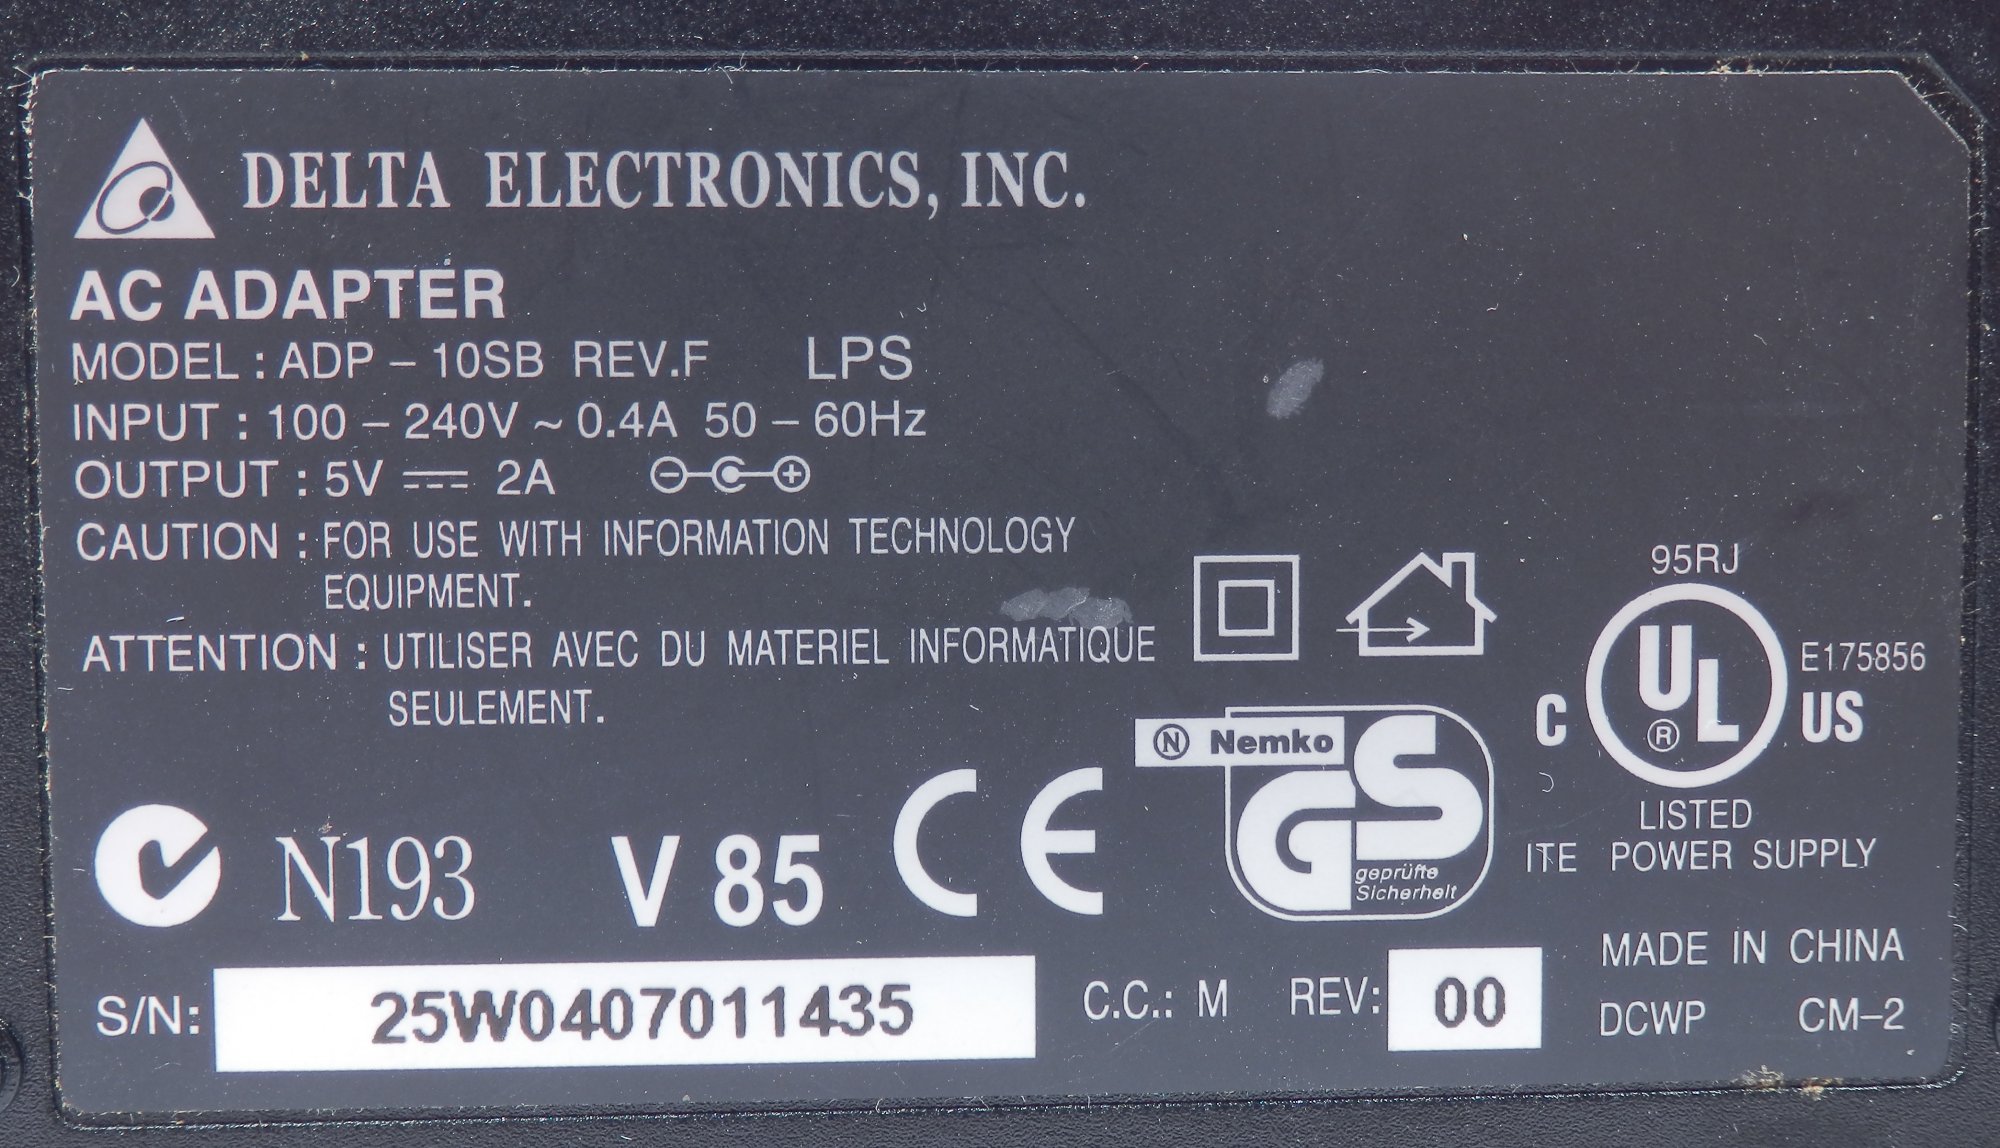 DELTA ELECTRONICS, INC.
AC ADAPTER
MODEL : ADP – 10SB REV.F LPS
INPUT : 100 – 240V ~ 0.4A 50 – 60Hz
OUTPUT : 5V ⎓ 2A
CAUTION : FOR USE WITH INFORMATION TECHNOLOGY
EQUIPMENT.
ATTENTION : UTILISER AVEC DU MATERIEL INFORMATIQUE
SEULEMENT.
95RJ
C UL ® US
E175856
LISTED
ITE POWER SUPPLY
N Nemko
GS
geprüfte
Sicherheit
N193 V 85 CE
MADE IN CHINA
S/N: 25W0407011435 C.C.: M REV: 00
DCWP CM–2